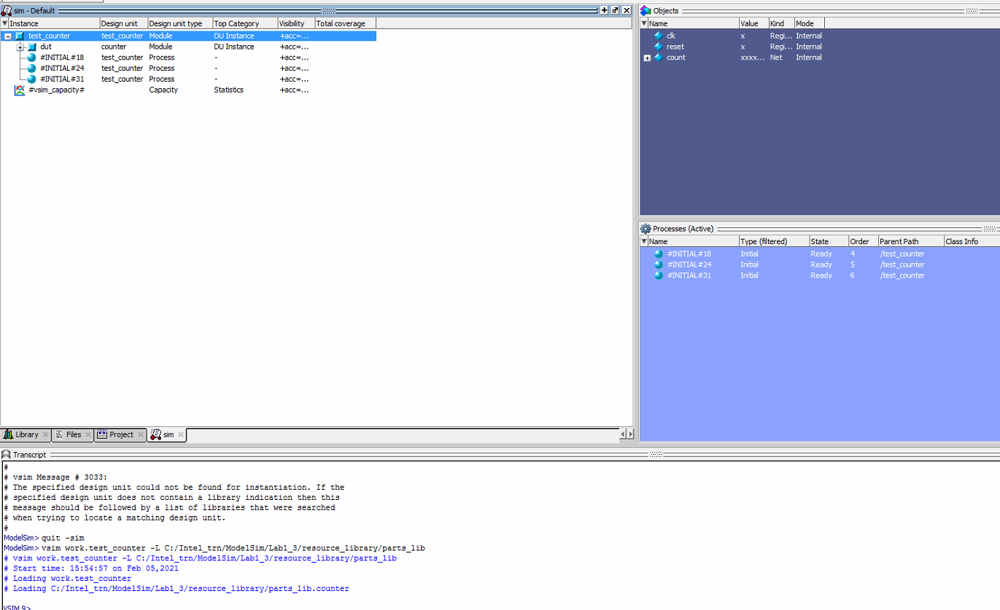 sim - Default
Instance Design unit Design unit type Top Category Visibility Total coverage
test_counter test_counter Module DU Instance +acc=...
dut counter Module DU Instance +acc=...
#INITIAL#18 test_counter Process - +acc=...
#INITIAL#24 test_counter Process - +acc=...
#INITIAL#31 test_counter Process - +acc=...
#vsim_capacity# Capacity Statistics +acc=...
Objects
Name Value Kind Mode
clk x Regi... Internal
reset x Regi... Internal
count xxxx... Net Internal
Processes (Active)
Name Type (filtered) State Order Parent Path Class Info
#INITIAL#18 Initial Ready 4 /test_counter
#INITIAL#24 Initial Ready 5 /test_counter
#INITIAL#31 Initial Ready 6 /test_counter
Library Files Project sim
Transcript
#
# vsim Message # 3033:
# The specified design unit could not be found for instantiation. If the
# specified design unit does not contain a library indication then this
# message should be followed by a list of libraries that were searched
# when trying to locate a matching design unit.
#
ModelSim> quit -sim
ModelSim> vsim work.test_counter -L C:/Intel_trn/ModelSim/Lab1_3/resource_library/parts_lib
# vsim work.test_counter -L C:/Intel_trn/ModelSim/Lab1_3/resource_library/parts_lib
# Start time: 15:54:57 on Feb 05,2021
# Loading work.test_counter
# Loading C:/Intel_trn/ModelSim/Lab1_3/resource_library/parts_lib.counter
VSIM 9>